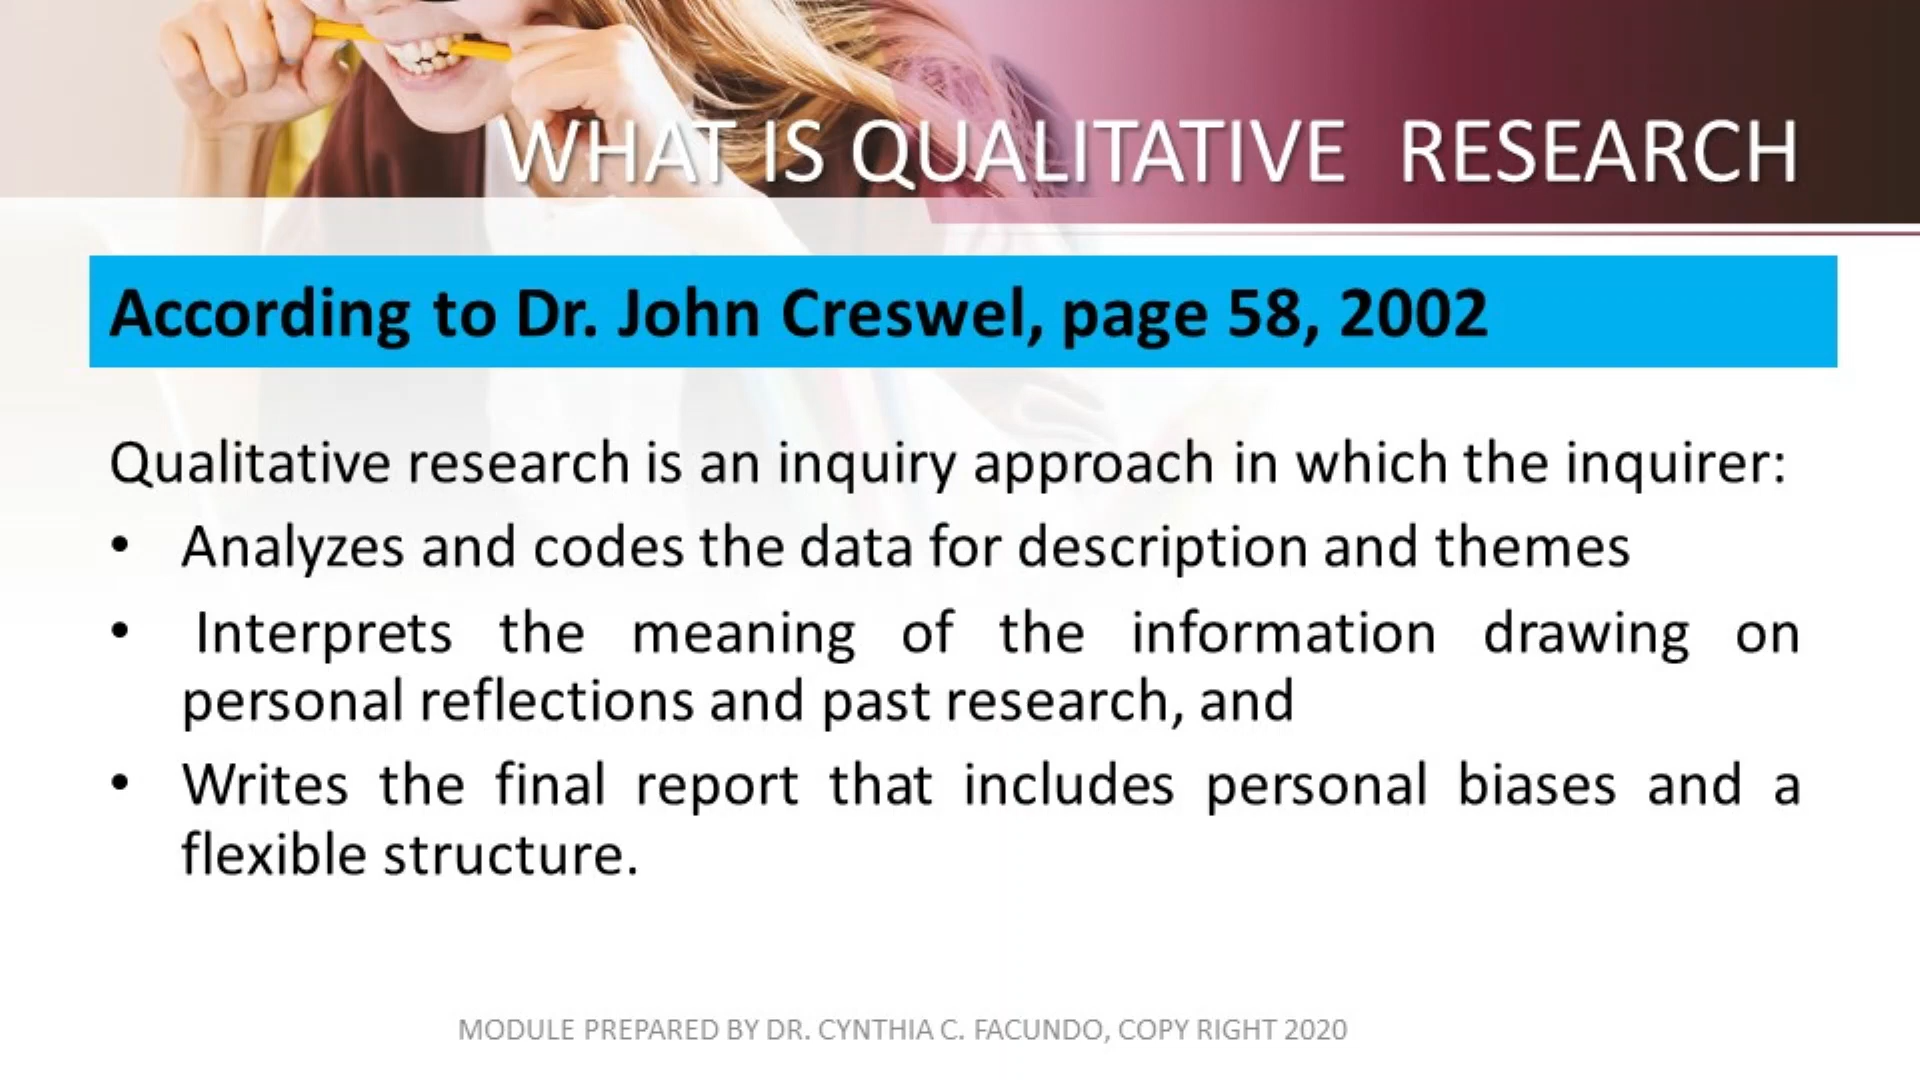 WHAT IS QUALITATIVE RESEARCH
According to Dr. John Creswel, page 58, 2002
Qualitative research is an inquiry approach in which the inquirer:
• Analyzes and codes the data for description and themes
• Interprets the meaning of the information drawing on
personal reflections and past research, and
• Writes the final report that includes personal biases and a
flexible structure.
MODULE PREPARED BY DR. CYNTHIA C. FACUNDO, COPY RIGHT 2020